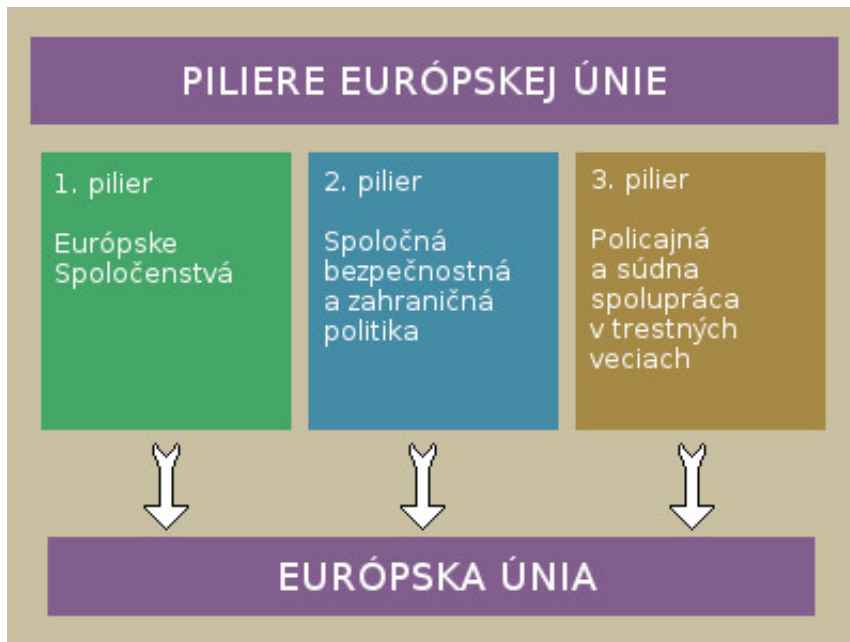 PILIERE EURÓPSKEJ ÚNIE
1. pilier
Európske
Spoločenstvá
2. pilier
Spoločná
bezpečnostná
a zahraničná
politika
3. pilier
Policajná
a súdna
spolupráca
v trestných
veciach
EURÓPSKA ÚNIA